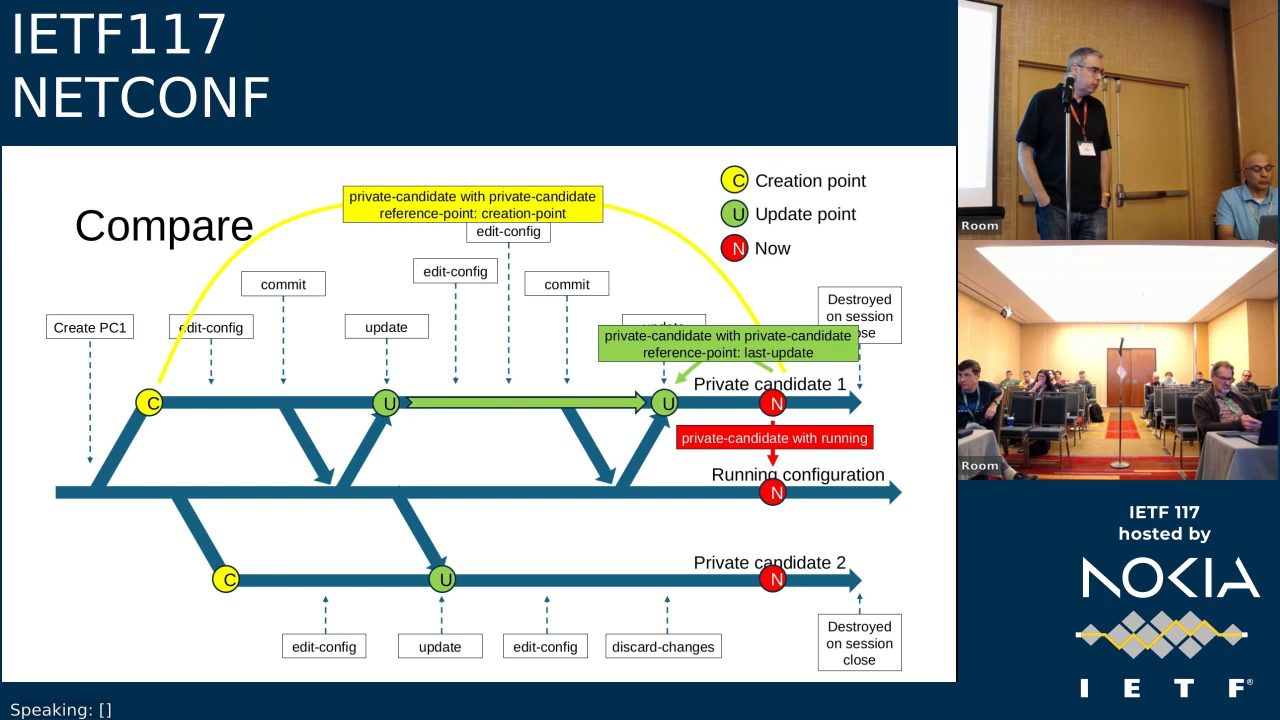 IETF117
NETCONF
Compare
private-candidate with private-candidate
reference-point: creation-point
C Creation point
U Update point
N Now
edit-config
edit-config
commit
commit
Create PC1
edit-config
update
update
Destroyed
on session
close
private-candidate with private-candidate
reference-point: last-update
Private candidate 1
C
U
U
N
private-candidate with running
Running configuration
N
Private candidate 2
C
U
N
edit-config
update
edit-config
discard-changes
Destroyed
on session
close
Room
Room
IETF 117
hosted by
NOKIA
I E T F®
Speaking: []